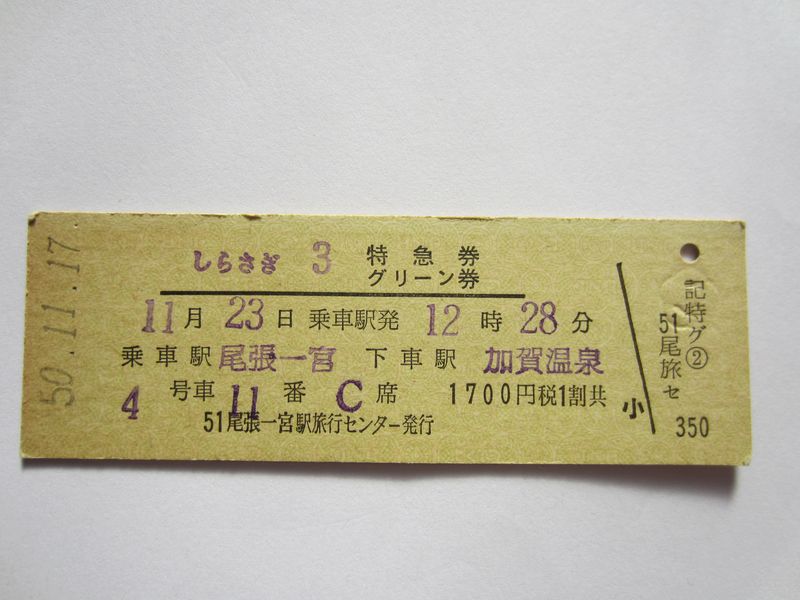 50.11.17
しらさぎ 3 特急券
グリーン券
11月23日 乗車駅発 12時28分
乗車駅 尾張一宮 下車駅 加賀温泉
4号車 11番 C席 1700円税1割共
51尾張一宮駅旅行センター発行
小
記特グ②
51尾旅セ
350